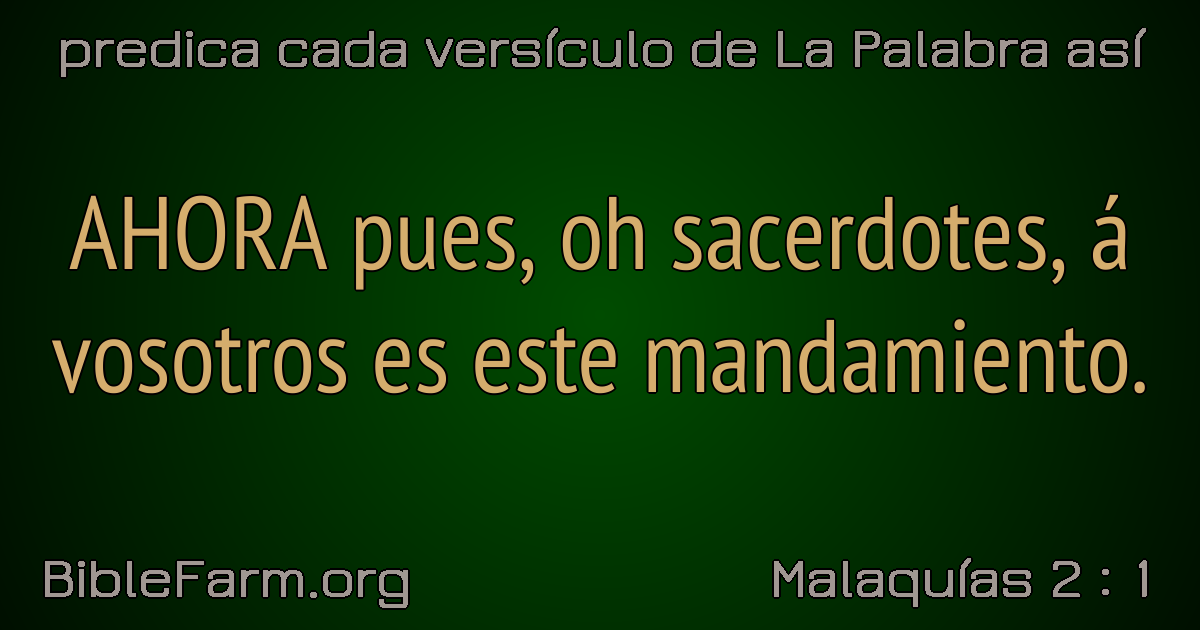 predica cada versículo de La Palabra así
AHORA pues, oh sacerdotes, á
vosotros es este mandamiento.
BibleFarm.org
Malaquías 2 : 1